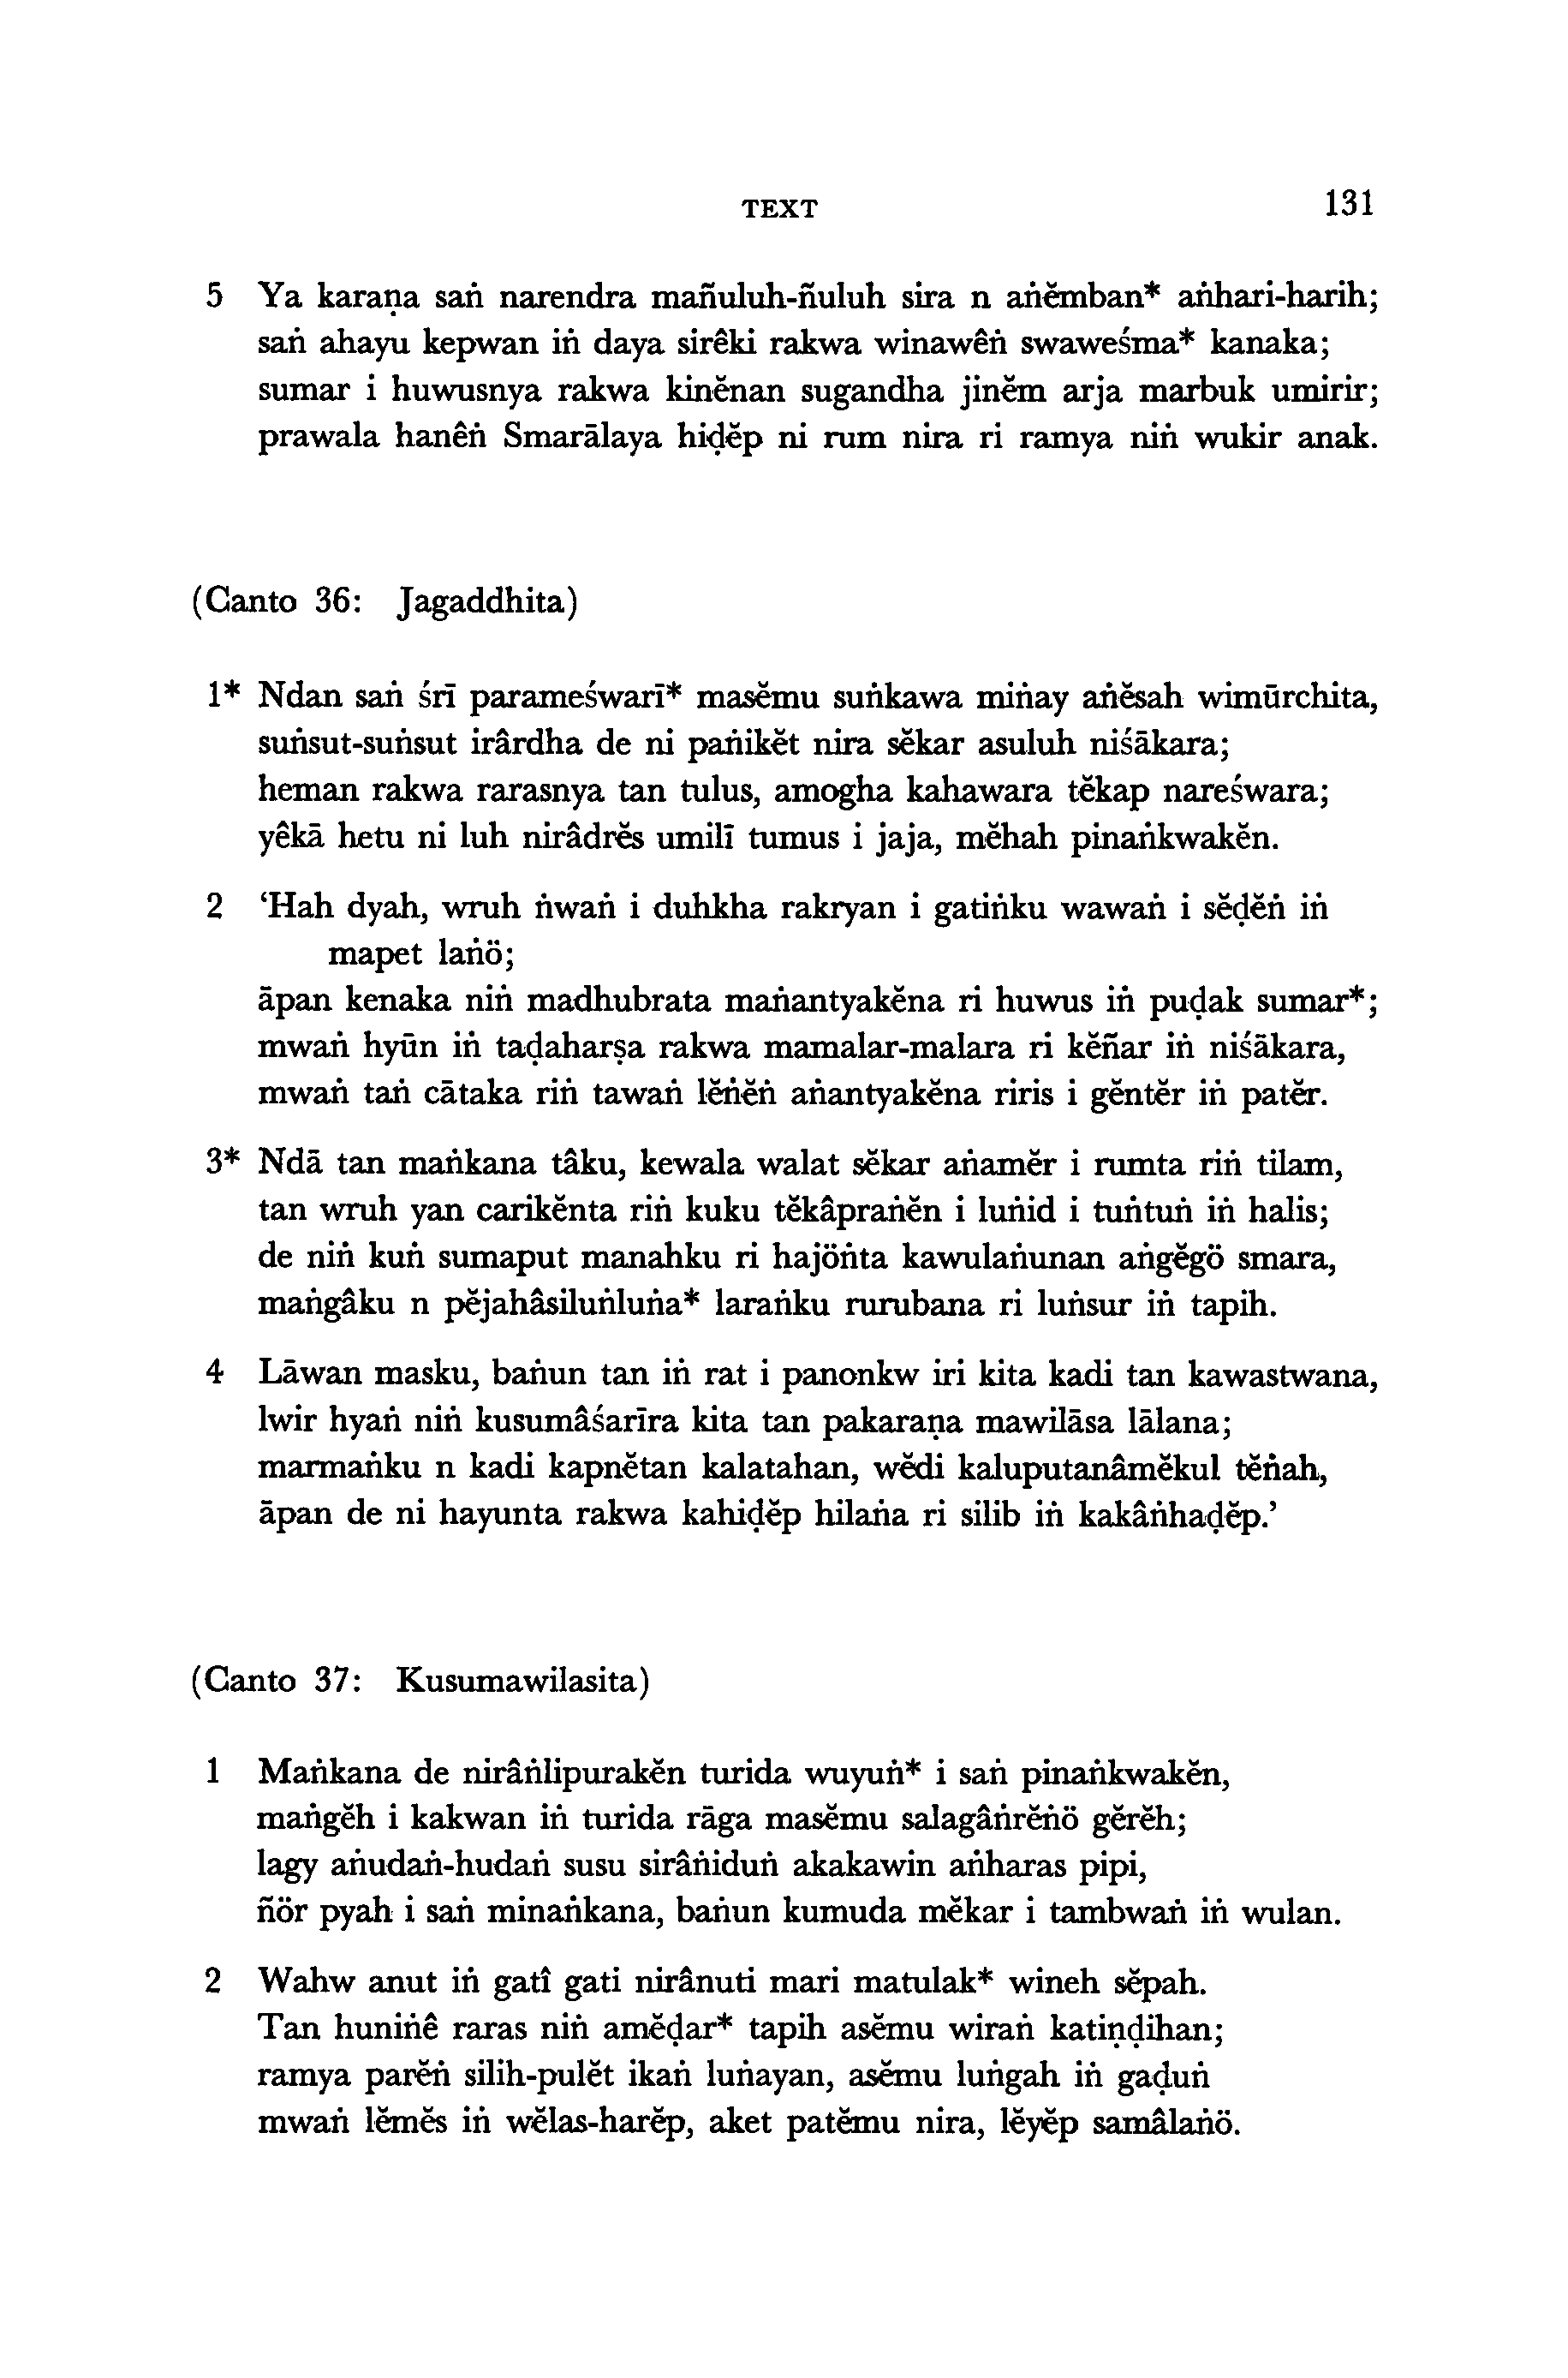 TEXT 131
5 Ya karaṇa saṅ narendra mañuluh-ñuluh sira n aṅĕmban* aṅhari-harih;
saṅ ahayu kepwan iṅ daya sirêki rakwa winawêṅ swaweśma* kanaka;
sumar i huwusnya rakwa kinĕnan sugandha jinĕm arja marbuk umirir;
prawala hanêṅ Smarālaya hiḍĕp ni rum nira ri ramya niṅ wukir anak.
(Canto 36: Jagaddhita)
1* Ndan saṅ śrī parameśwarī* masĕmu suṅkawa miṅay aṅĕsah wimūrchita,
suṅsut-suṅsut irârdha de ni paṅikĕt nira sĕkar asuluh niśākara;
heman rakwa rarasnya tan tulus, amogha kahawara tĕkap nareśwara;
yêkā hetu ni luh nirâdrĕs umilī tumus i jaja, mĕhah pinaṅkwakĕn.
2 ‘Hah dyah, wruh ṅwaṅ i duhkha rakryan i gatiṅku wawaṅ i sĕḍĕṅ iṅ
mapet laṅö;
āpan kenaka niṅ madhubrata maṅantyakĕna ri huwus iṅ puḍak sumar*;
mwaṅ hyūn iṅ taḍaharṣa rakwa mamalar-malara ri kĕñar iṅ niśākara,
mwaṅ taṅ cātaka riṅ tawaṅ lĕṅĕṅ aṅantyakĕna riris i gĕntĕr iṅ patĕr.
3* Ndā tan maṅkana tâku, kewala walat sĕkar aṅamĕr i rumta riṅ tilam,
tan wruh yan carikĕnta riṅ kuku tĕkâpraṅĕn i luṅid i tuṅtuṅ iṅ halis;
de niṅ kuṅ sumaput manahku ri hajöṅta kawulaṅunan aṅgĕgö smara,
maṅgâku n pĕjahâsiluṅluṅa* laraṅku rurubana ri luṅsur iṅ tapih.
4 Lāwan masku, baṅun tan iṅ rat i panonkw iri kita kadi tan kawastwana,
lwir hyaṅ niṅ kusumâśarīra kita tan pakaraṇa mawilāsa lālana;
marmaṅku n kadi kapnĕtan kalatahan, wĕdi kaluputanâmĕkul tĕṅah,
āpan de ni hayunta rakwa kahiḍĕp hilaṅa ri silib iṅ kakâṅhaḍĕp.’
(Canto 37: Kusumawilasita)
1 Maṅkana de nirâṅlipurakĕn turida wuyuṅ* i saṅ pinaṅkwakĕn,
maṅgĕh i kakwan iṅ turida rāga masĕmu salagâṅrĕṅö gĕrĕh;
lagy aṅudaṅ-hudaṅ susu sirâṅiduṅ akakawin aṅharas pipi,
ñör pyah i saṅ minaṅkana, baṅun kumuda mĕkar i tambwaṅ iṅ wulan.
2 Wahw anut iṅ gatî gati nirânuti mari matulak* wineh sĕpah.
Tan huniṅê raras niṅ amĕḍar* tapih asĕmu wiraṅ katiṇḍihan;
ramya parĕṅ silih-pulĕt ikaṅ luṅayan, asĕmu luṅgah iṅ gaḍuṅ
mwaṅ lĕmĕs iṅ wĕlas-harĕp, aket patĕmu nira, lĕyĕp samâlaṅö.